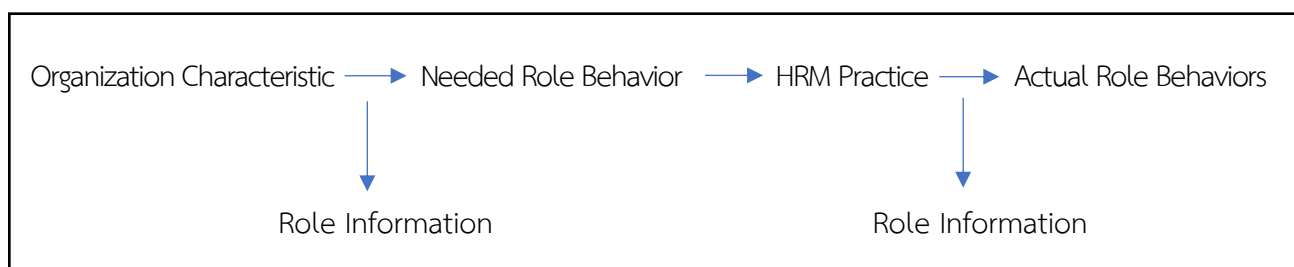 Organization Characteristic Needed Role Behavior HRM Practice Actual Role Behaviors
Role Information Role Information